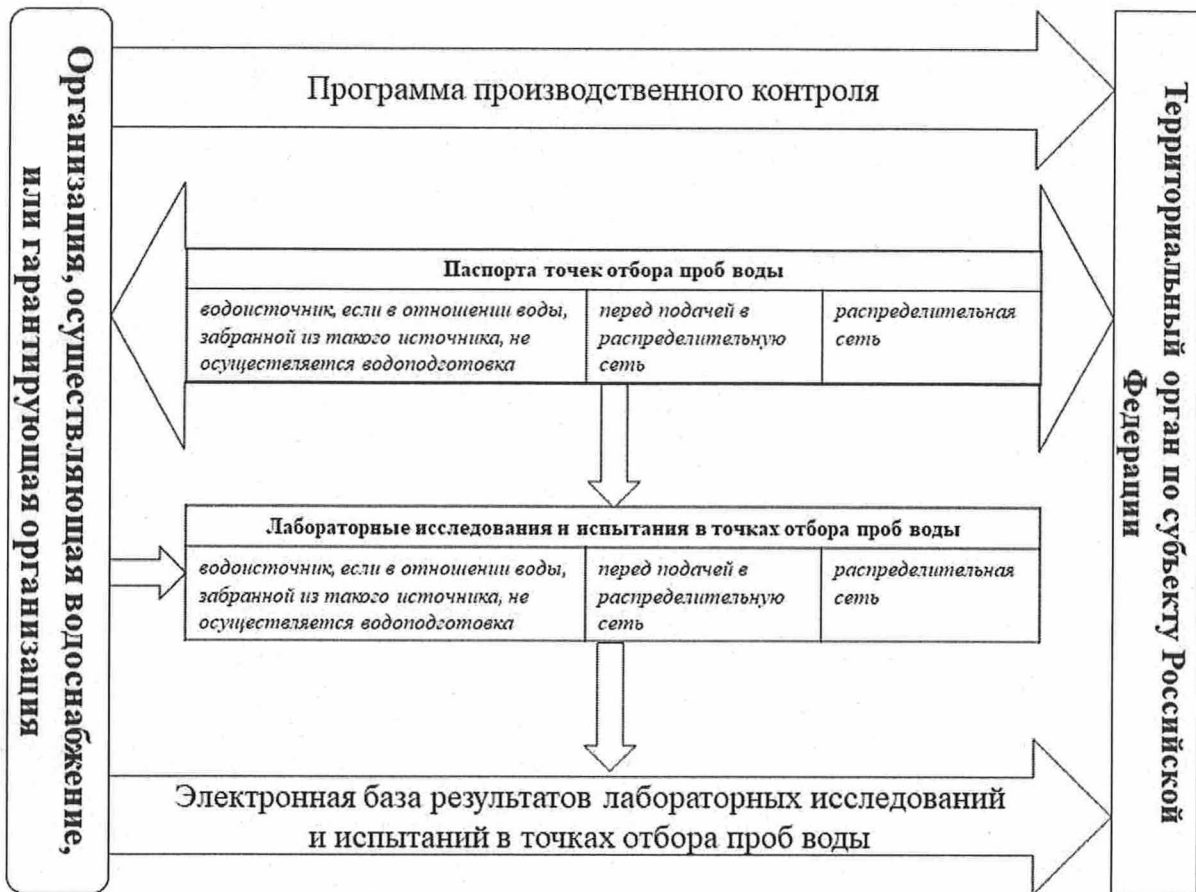 Организация, осуществляющая водоснабжение,
или гарантирующая организация
Программа производственного контроля
Паспорта точек отбора проб воды
водоисточник, если в отношении воды,
забранной из такого источника, не
осуществляется водоподготовка
перед подачей в
распределительную
сеть
распределительная
сеть
Лабораторные исследования и испытания в точках отбора проб воды
водоисточник, если в отношении воды,
забранной из такого источника, не
осуществляется водоподготовка
перед подачей в
распределительную
сеть
распределительная
сеть
Электронная база результатов лабораторных исследований
и испытаний в точках отбора проб воды
Территориальный орган по субъекту Российской
Федерации